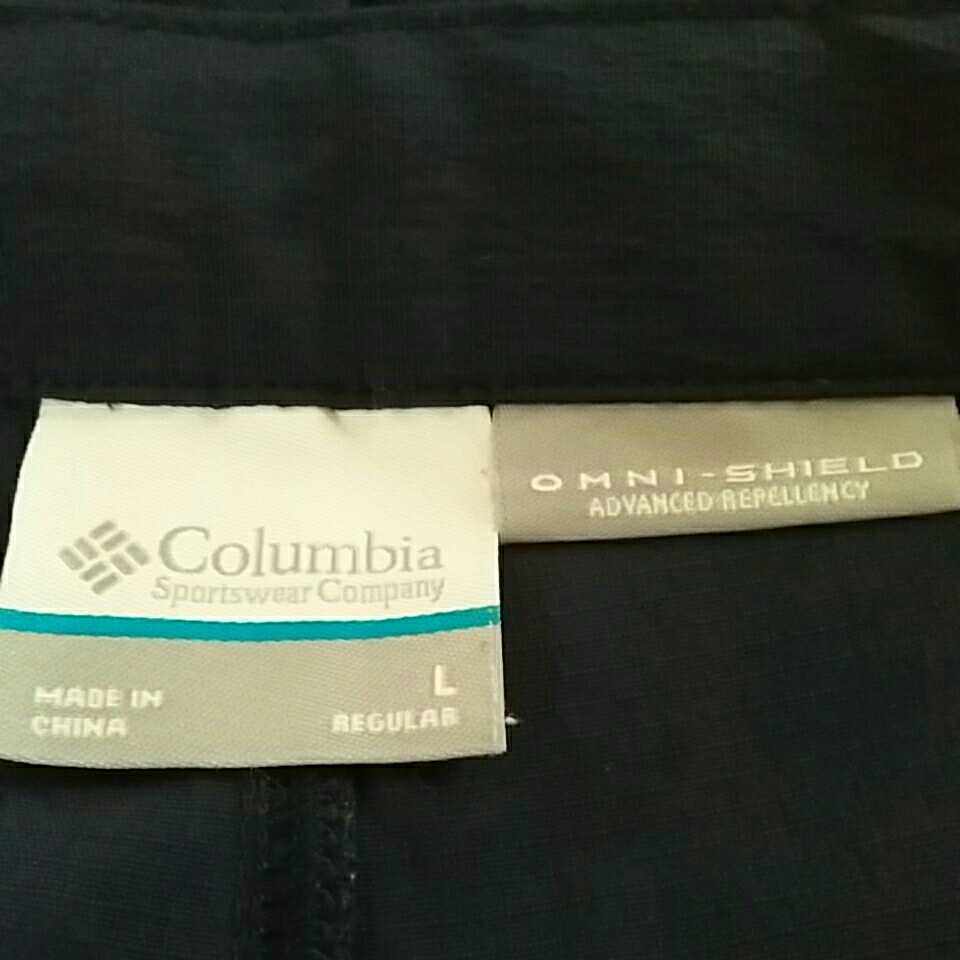 Columbia
Sportswear Company
MADE IN
CHINA
L
REGULAR
OMNI-SHIELD
ADVANCED REPELLENCY